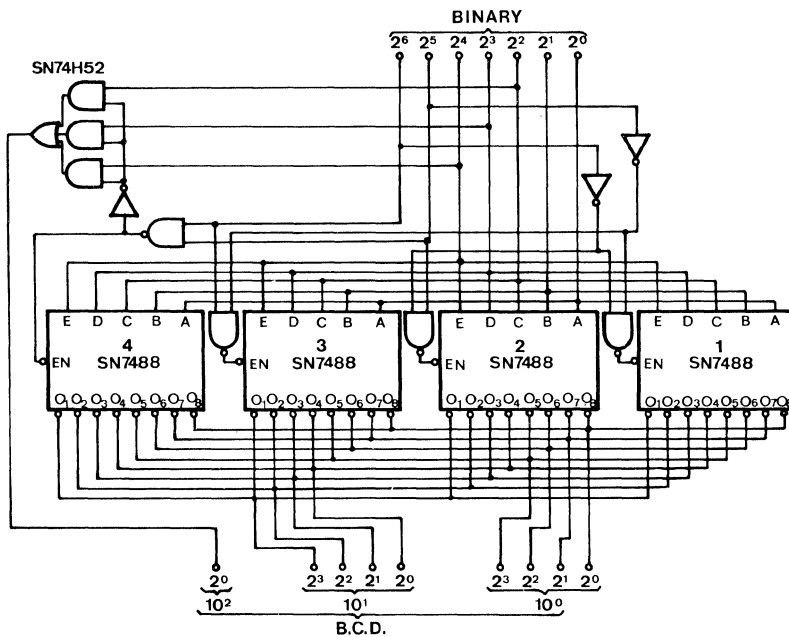 BINARY
2⁶ 2⁵ 2⁴ 2³ 2² 2¹ 2⁰
SN74H52
E D C B A E D C B A E D C B A E D C B A
4 3 2 1
EN SN7488 EN SN7488 EN SN7488 EN SN7488
O₁ O₂ O₃ O₄ O₅ O₆ O₇ O₈ O₁ O₂ O₃ O₄ O₅ O₆ O₇ O₈ O₁ O₂ O₃ O₄ O₅ O₆ O₇ O₈ O₁ O₂ O₃ O₄ O₅ O₆ O₇ O₈
2⁰ 2³ 2² 2¹ 2⁰ 2³ 2² 2¹ 2⁰
10² 10¹ 10⁰
B.C.D.